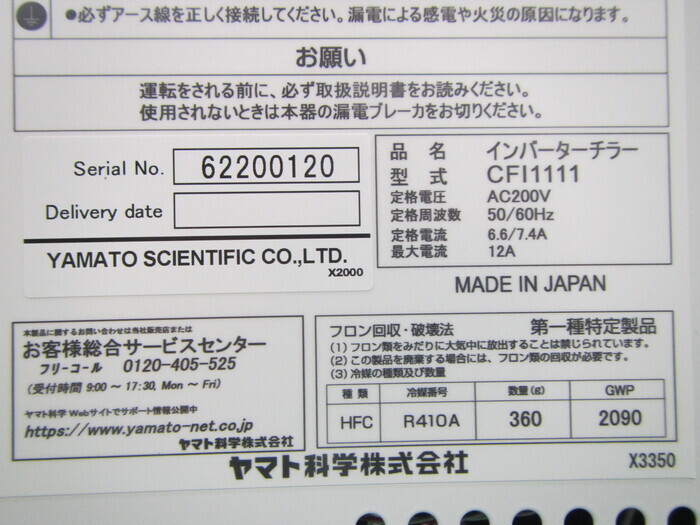 ●必ずアース線を正しく接続してください。漏電による感電や火災の原因になります。
お願い
運転をされる前に、必ず取扱説明書をお読みください。
使用されないときは本器の漏電ブレーカをお切りください。
Serial No. 62200120
Delivery date
YAMATO SCIENTIFIC CO.,LTD.
X2000
品 名 インバーターチラー
型 式 CFI1111
定格電圧 AC200V
定格周波数 50/60Hz
定格電流 6.6/7.4A
最大電流 12A
MADE IN JAPAN
本製品に関するお問い合わせは当社販売店または
お客様総合サービスセンター
フリーコール 0120-405-525
(受付時間 9:00 ～ 17:30, Mon ～ Fri)
ヤマト科学 Webサイトでサポート情報公開中
https://www.yamato-net.co.jp
ヤマト科学株式会社
フロン回収・破壊法 第一種特定製品
(1) フロン類をみだりに大気中に放出することは禁じられています。
(2) この製品を廃棄する場合には、フロン類の回収が必要です。
(3) 冷媒の種類及び数量
種 類 冷媒番号 数量(g) GWP
HFC R410A 360 2090
ヤマト科学株式会社
X3350